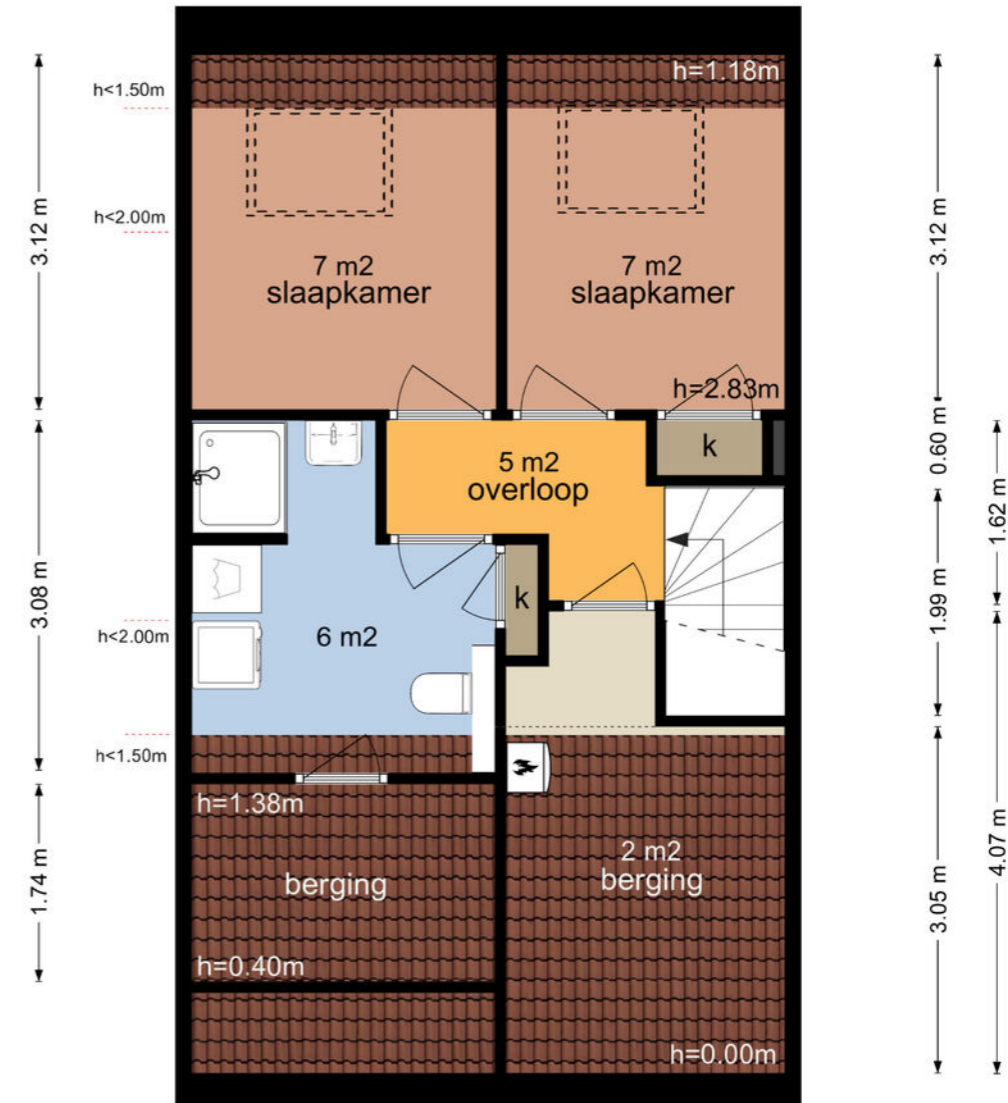 h=1.18m
h<1.50m
3.12 m
3.12 m
h<2.00m
7 m2
slaapkamer
7 m2
slaapkamer
h=2.83m
0.60 m
k
5 m2
overloop
1.62 m
3.08 m
1.99 m
k
h<2.00m
6 m2
h<1.50m
h=1.38m
1.74 m
berging
2 m2
berging
4.07 m
3.05 m
h=0.40m
h=0.00m